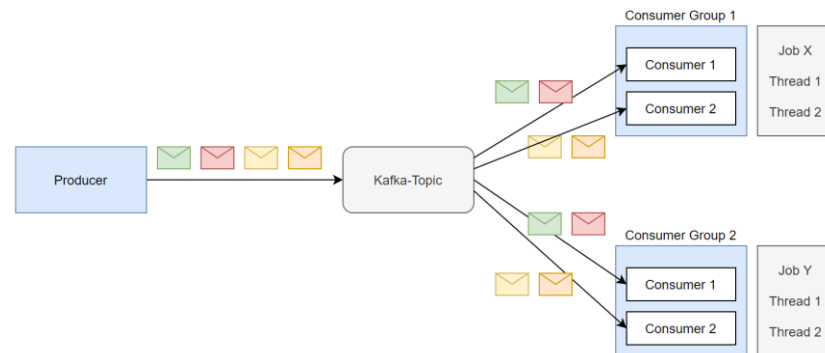 Consumer Group 1
Consumer 1
Consumer 2
Job X
Thread 1
Thread 2
Producer
Kafka-Topic
Consumer Group 2
Consumer 1
Consumer 2
Job Y
Thread 1
Thread 2